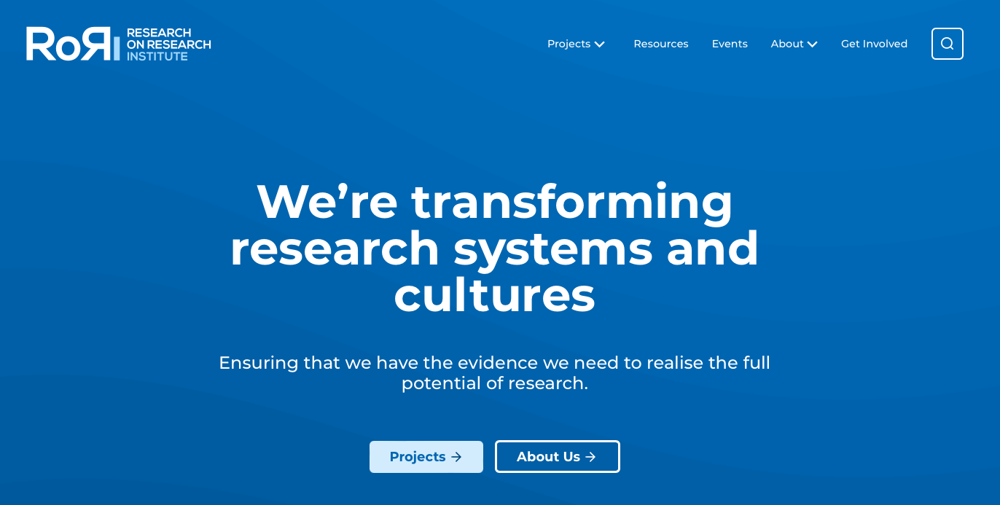 RoRI
RESEARCH
ON RESEARCH
INSTITUTE
Projects
Resources
Events
About
Get Involved
We’re transforming
research systems and
cultures
Ensuring that we have the evidence we need to realise the full
potential of research.
Projects →
About Us →